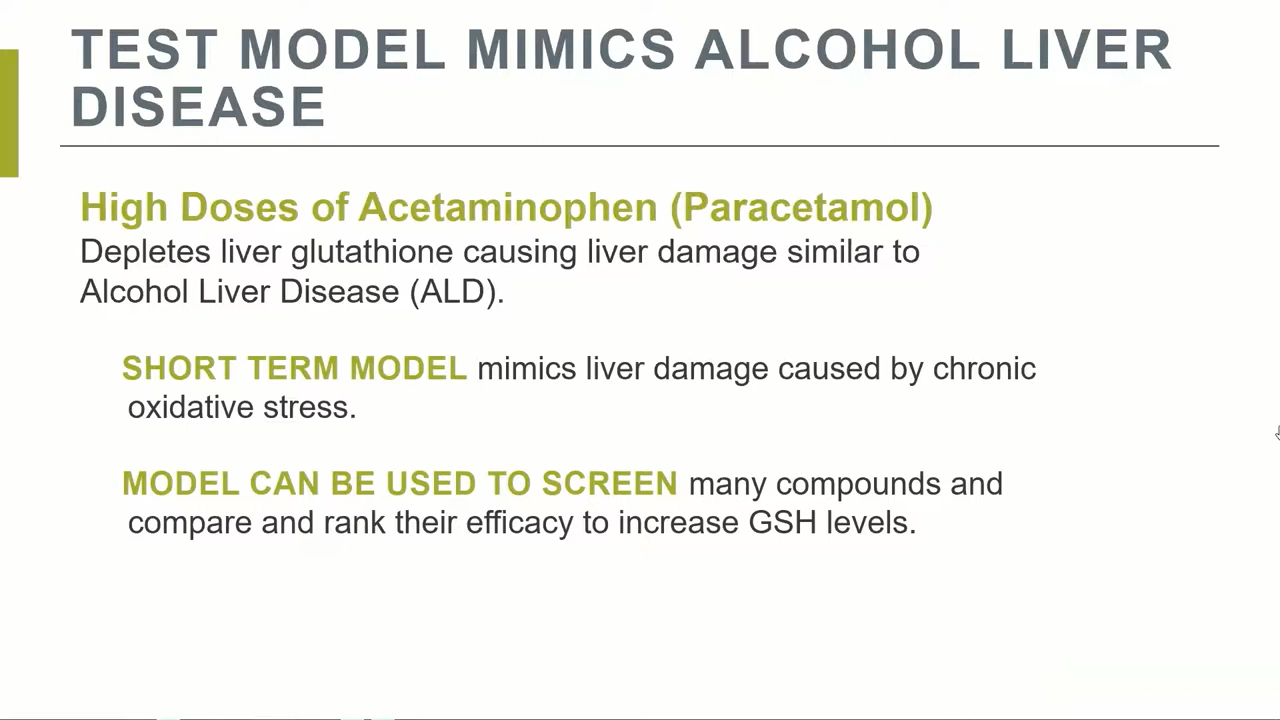 TEST MODEL MIMICS ALCOHOL LIVER
DISEASE
High Doses of Acetaminophen (Paracetamol)
Depletes liver glutathione causing liver damage similar to
Alcohol Liver Disease (ALD).
SHORT TERM MODEL mimics liver damage caused by chronic
oxidative stress.
MODEL CAN BE USED TO SCREEN many compounds and
compare and rank their efficacy to increase GSH levels.